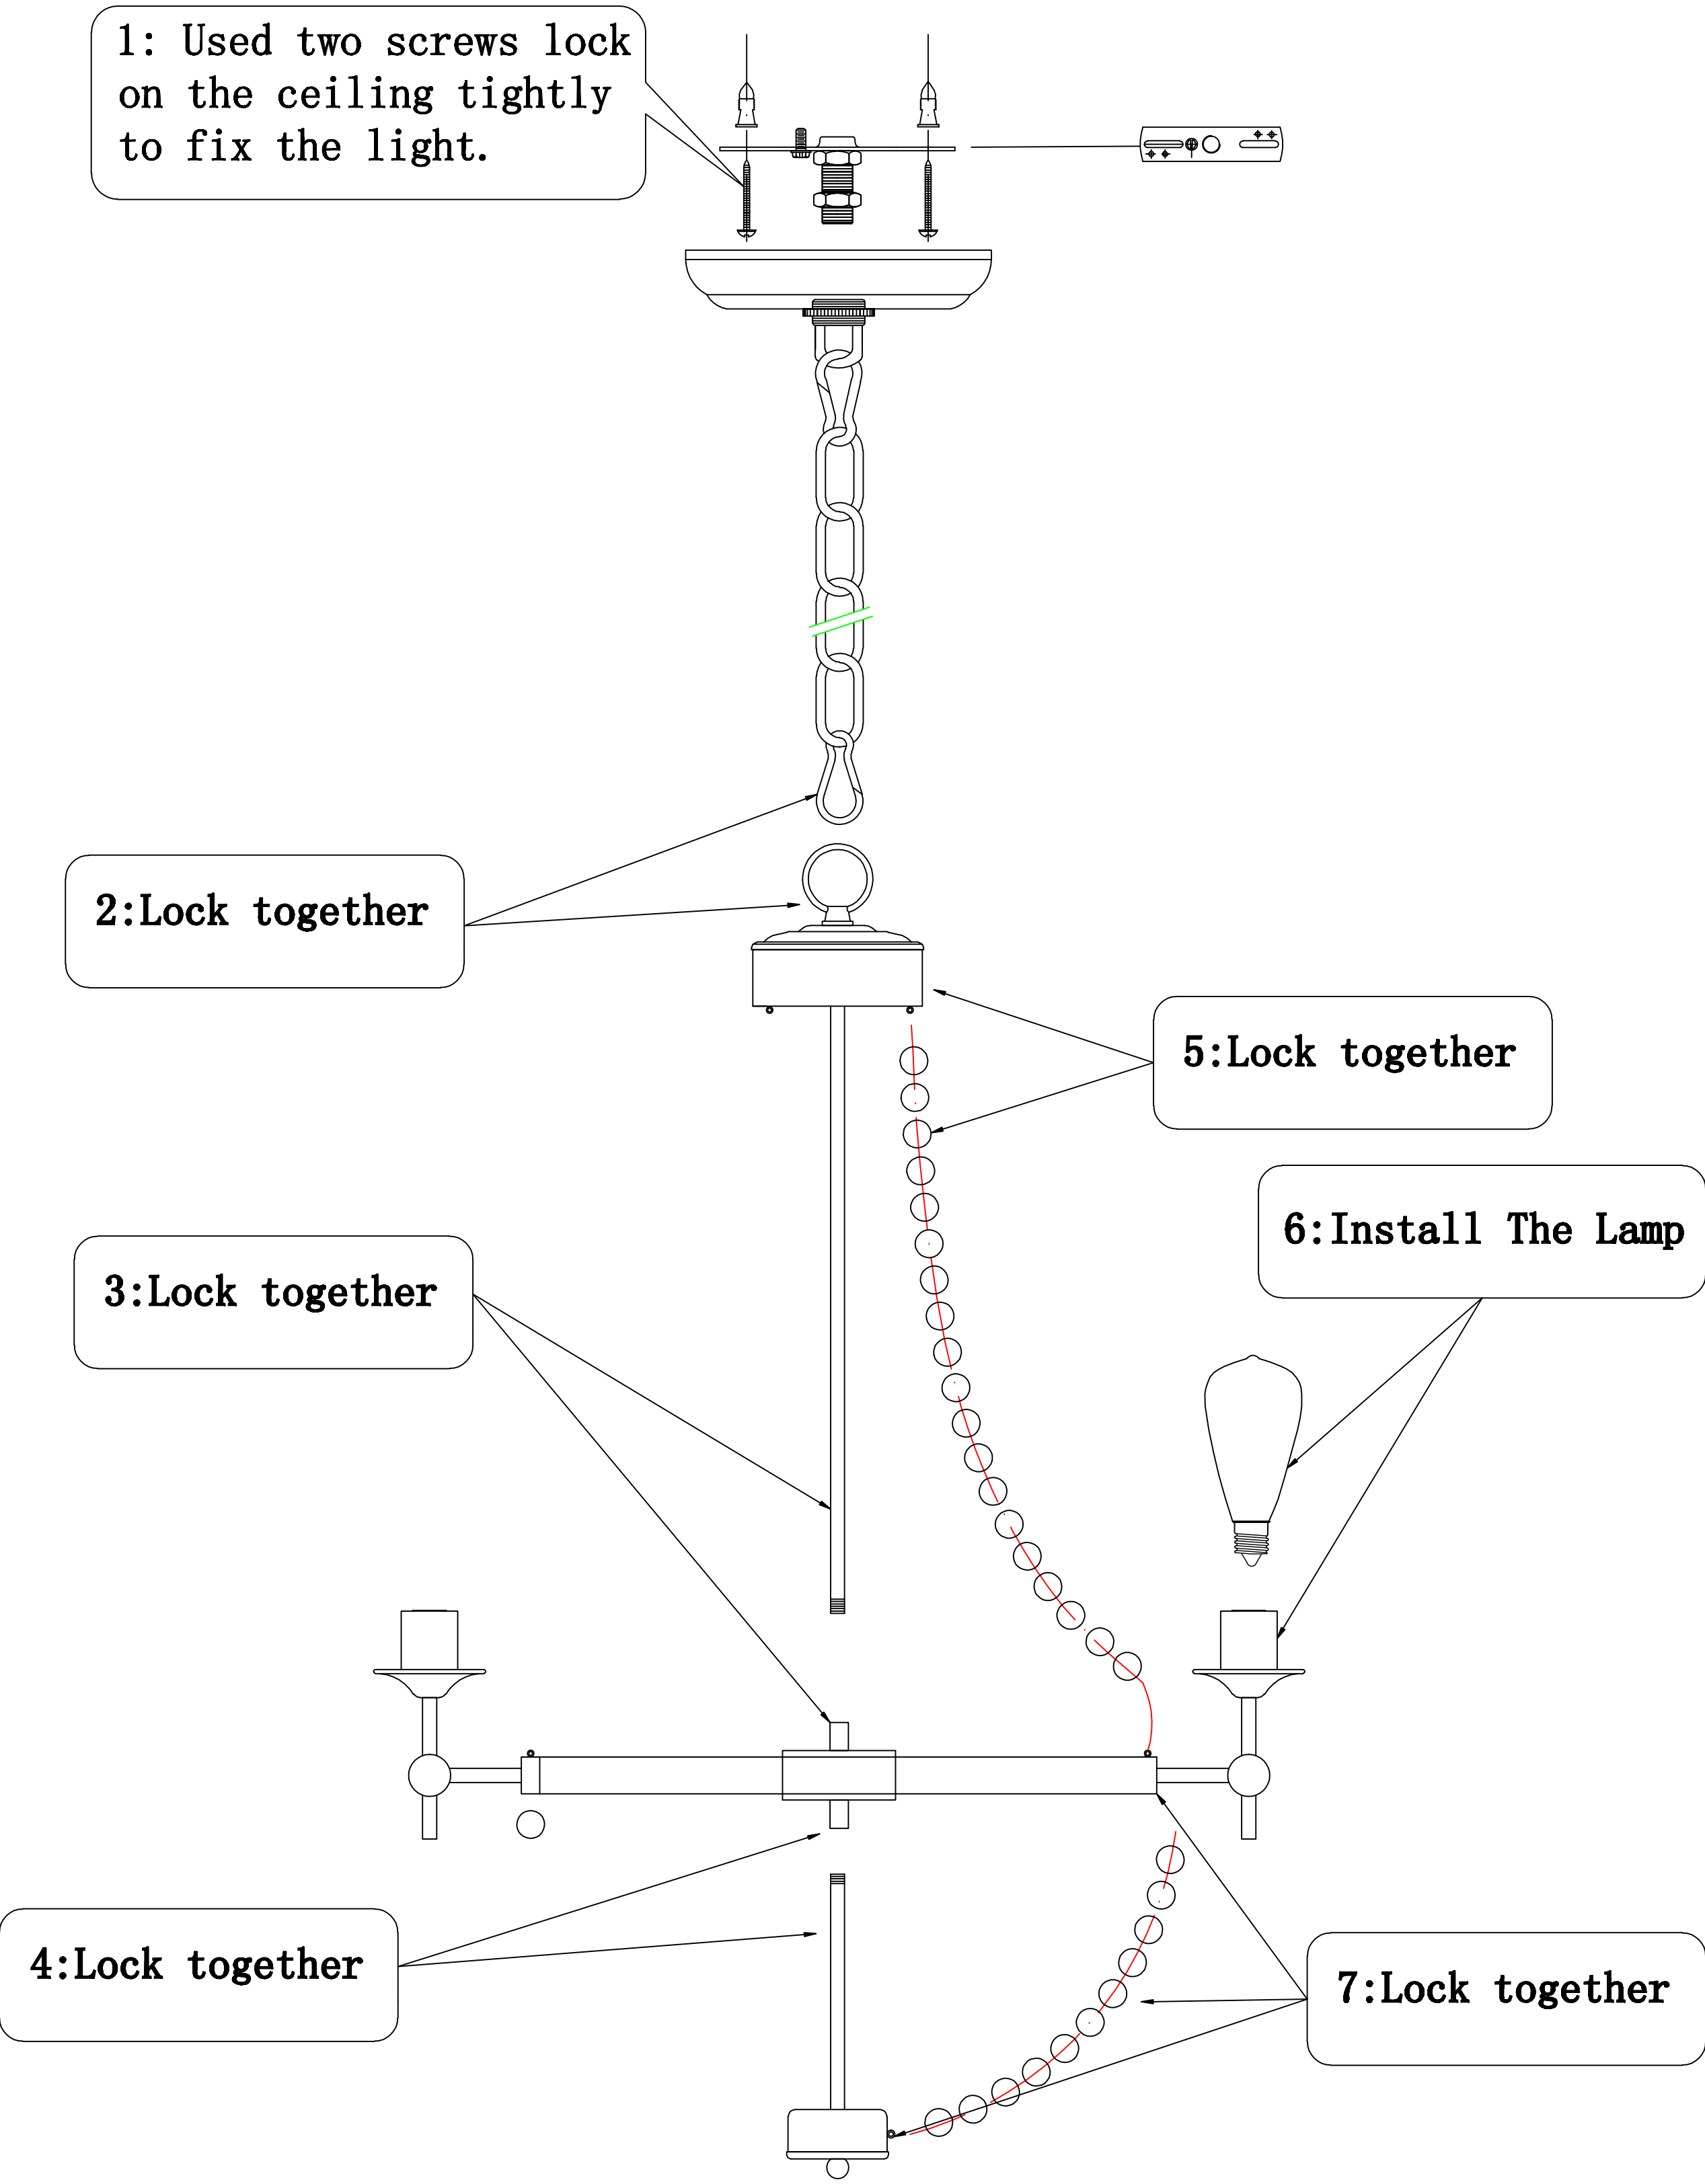 1: Used two screws lock
on the ceiling tightly
to fix the light.
2:Lock together
5:Lock together
6:Install The Lamp
3:Lock together
4:Lock together
7:Lock together